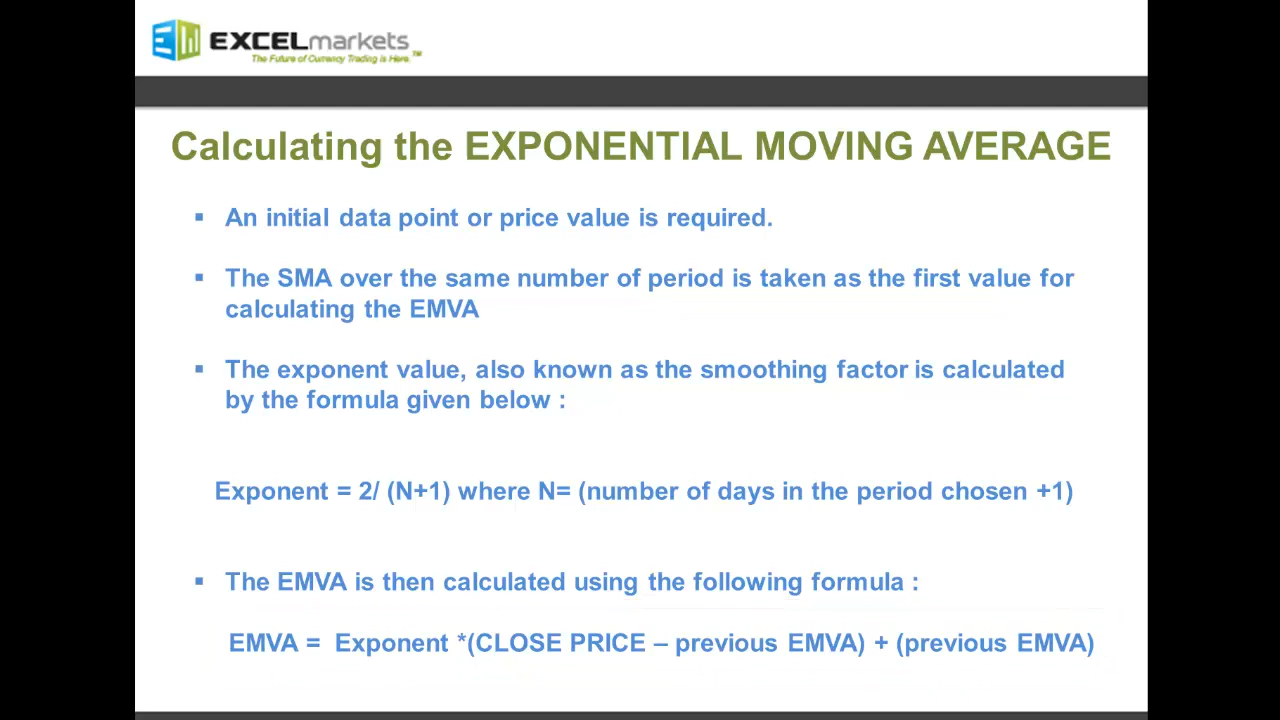 EXCELmarkets
The Future of Currency Trading is Here.™
Calculating the EXPONENTIAL MOVING AVERAGE
▪ An initial data point or price value is required.
▪ The SMA over the same number of period is taken as the first value for
calculating the EMVA
▪ The exponent value, also known as the smoothing factor is calculated
by the formula given below :
Exponent = 2/ (N+1) where N= (number of days in the period chosen +1)
▪ The EMVA is then calculated using the following formula :
EMVA = Exponent *(CLOSE PRICE – previous EMVA) + (previous EMVA)